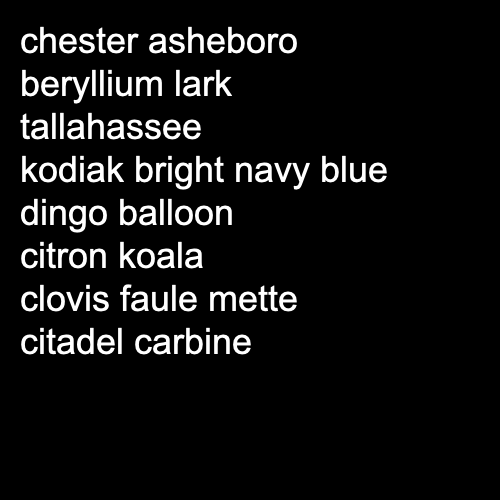 chester asheboro
beryllium lark
tallahassee
kodiak bright navy blue
dingo balloon
citron koala
clovis faule mette
citadel carbine